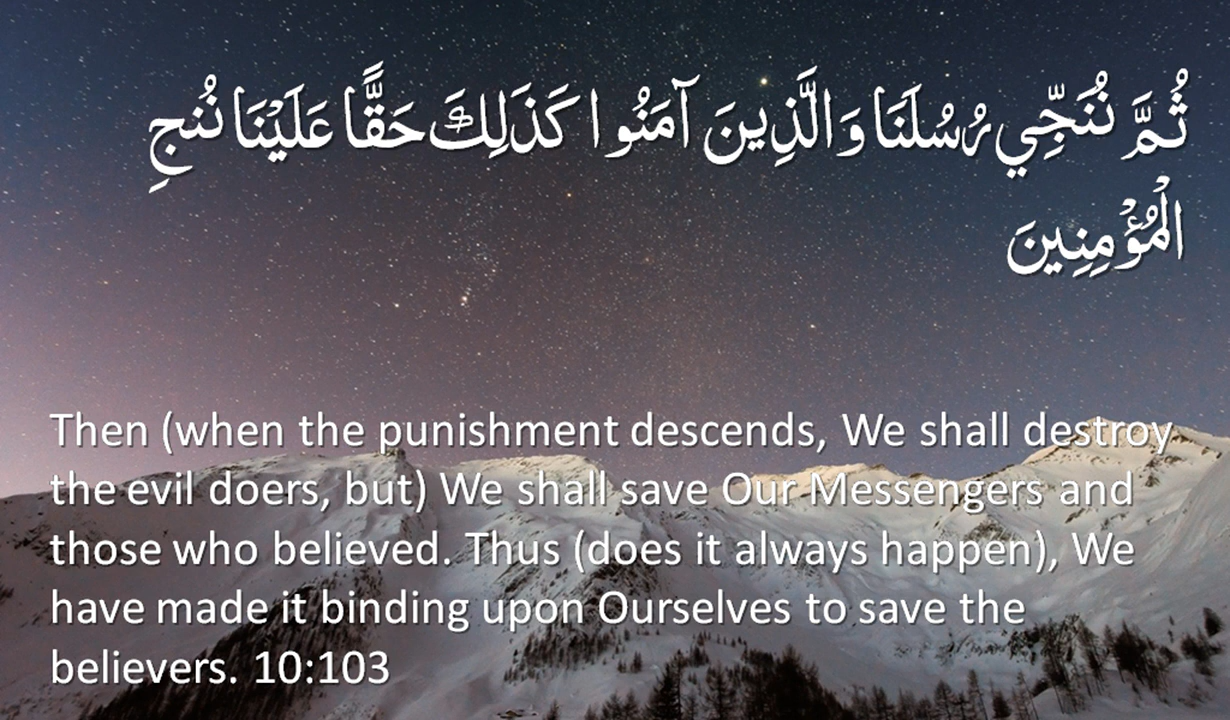 ثُمَّ نُنَجِّي رُسُلَنَا وَالَّذِينَ آمَنُوا كَذَلِكَ حَقًّا عَلَيْنَا نُنجِ
الْمُؤْمِنِينَ
Then (when the punishment descends, We shall destroy
the evil doers, but) We shall save Our Messengers and
those who believed. Thus (does it always happen), We
have made it binding upon Ourselves to save the
believers. 10:103